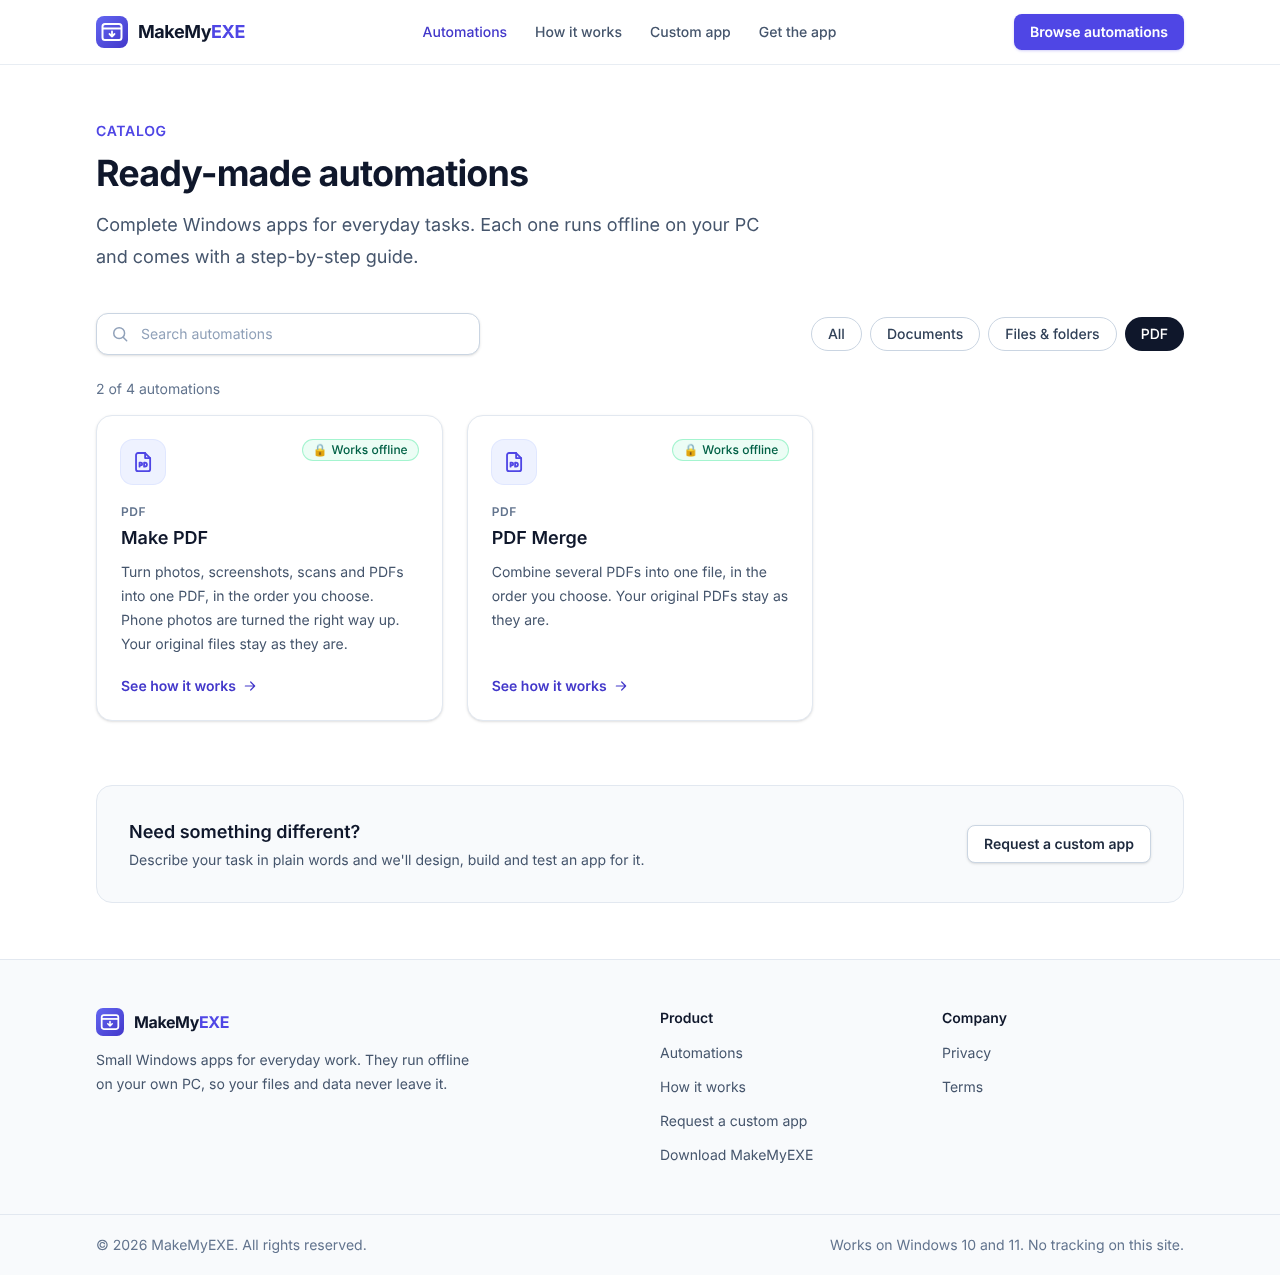 MakeMyEXE
Automations
How it works
Custom app
Get the app
Browse automations
CATALOG
Ready-made automations
Complete Windows apps for everyday tasks. Each one runs offline on your PC
and comes with a step-by-step guide.
Search automations
All
Documents
Files & folders
PDF
2 of 4 automations
PD
🔒 Works offline
PDF
Make PDF
Turn photos, screenshots, scans and PDFs
into one PDF, in the order you choose.
Phone photos are turned the right way up.
Your original files stay as they are.
See how it works →
PD
🔒 Works offline
PDF
PDF Merge
Combine several PDFs into one file, in the
order you choose. Your original PDFs stay as
they are.
See how it works →
Need something different?
Describe your task in plain words and we'll design, build and test an app for it.
Request a custom app
MakeMyEXE
Small Windows apps for everyday work. They run offline
on your own PC, so your files and data never leave it.
Product
Automations
How it works
Request a custom app
Download MakeMyEXE
Company
Privacy
Terms
© 2026 MakeMyEXE. All rights reserved.
Works on Windows 10 and 11. No tracking on this site.